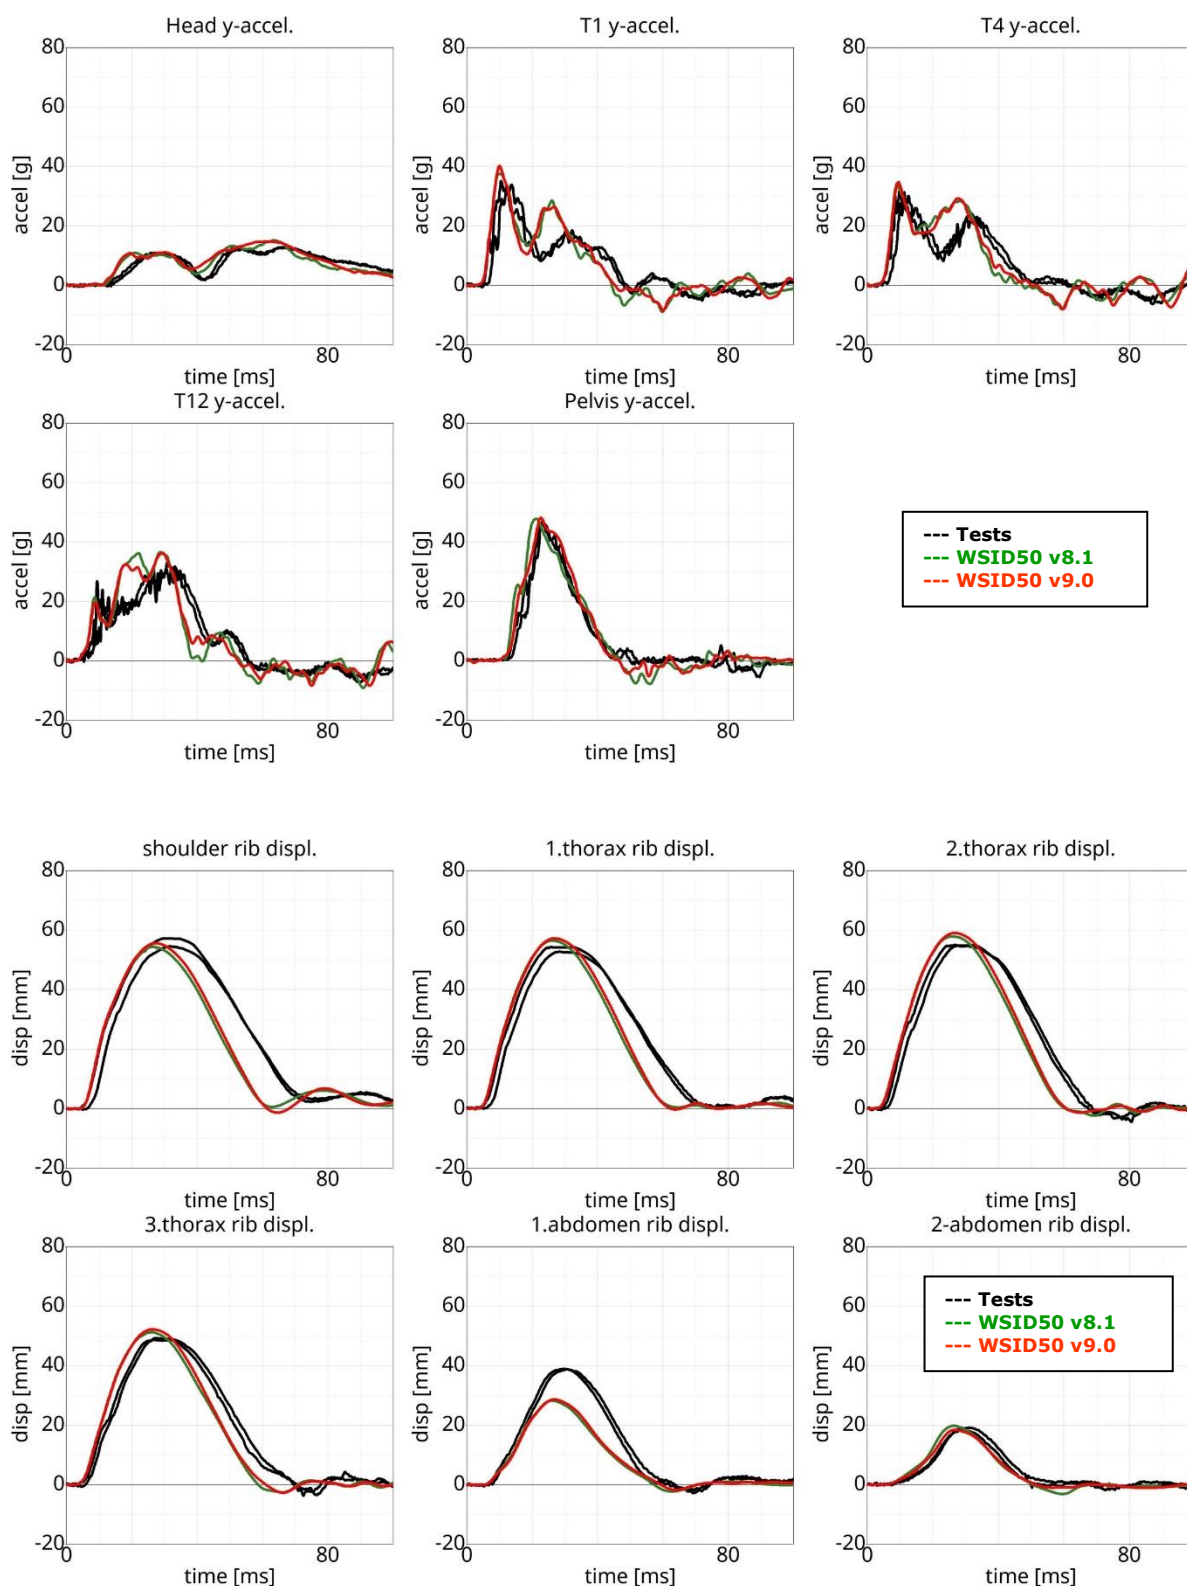 Head y-accel.
T1 y-accel.
T4 y-accel.
80
60
40
20
0
-20
accel [g]
0
80
time [ms]
80
60
40
20
0
-20
accel [g]
0
80
time [ms]
80
60
40
20
0
-20
accel [g]
0
80
time [ms]
T12 y-accel.
Pelvis y-accel.
80
60
40
20
0
-20
accel [g]
0
80
time [ms]
80
60
40
20
0
-20
accel [g]
0
80
time [ms]
--- Tests
--- WSID50 v8.1
--- WSID50 v9.0
shoulder rib displ.
1.thorax rib displ.
2.thorax rib displ.
80
60
40
20
0
-20
disp [mm]
0
80
time [ms]
80
60
40
20
0
-20
disp [mm]
0
80
time [ms]
80
60
40
20
0
-20
disp [mm]
0
80
time [ms]
3.thorax rib displ.
1.abdomen rib displ.
2-abdomen rib displ.
80
60
40
20
0
-20
disp [mm]
0
80
time [ms]
80
60
40
20
0
-20
disp [mm]
0
80
time [ms]
80
60
40
20
0
-20
disp [mm]
0
80
time [ms]
--- Tests
--- WSID50 v8.1
--- WSID50 v9.0